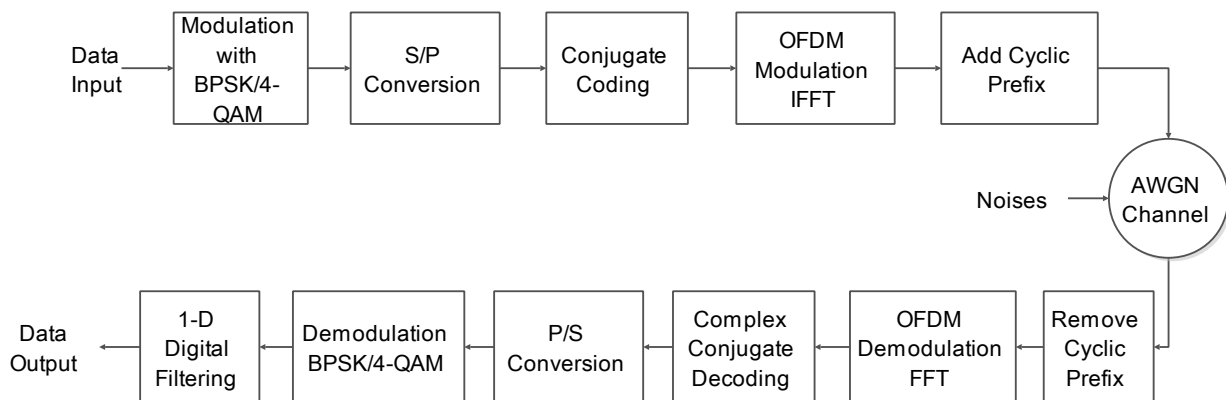 Data
Input
Modulation
with
BPSK/4-
QAM
S/P
Conversion
Conjugate
Coding
OFDM
Modulation
IFFT
Add Cyclic
Prefix
Noises
AWGN
Channel
Data
Output
1-D
Digital
Filtering
Demodulation
BPSK/4-QAM
P/S
Conversion
Complex
Conjugate
Decoding
OFDM
Demodulation
FFT
Remove
Cyclic
Prefix